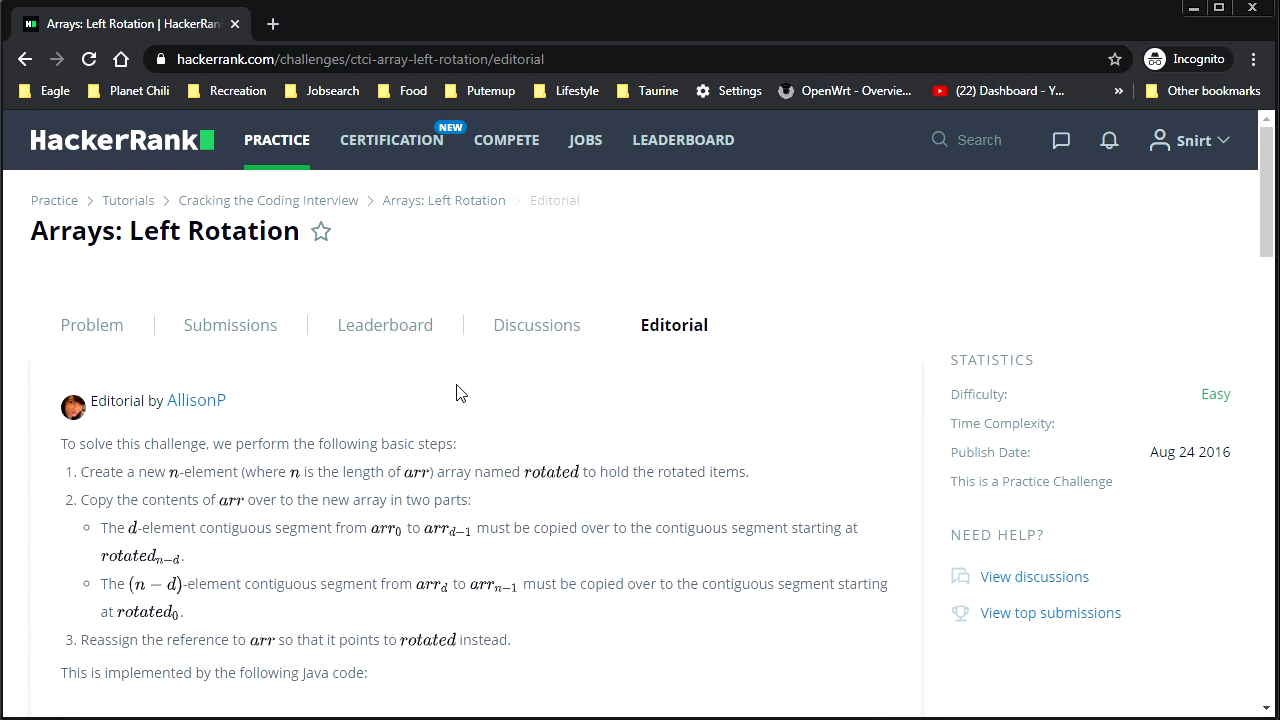 Arrays: Left Rotation | HackerRan
hackerrank.com/challenges/ctci-array-left-rotation/editorial
Incognito
Eagle Planet Chili Recreation Jobsearch Food Putemup Lifestyle Taurine Settings OpenWrt - Overvie... (22) Dashboard - Y... » Other bookmarks
HackerRank PRACTICE CERTIFICATION NEW COMPETE JOBS LEADERBOARD Search Snirt
Practice > Tutorials > Cracking the Coding Interview > Arrays: Left Rotation > Editorial
Arrays: Left Rotation
Problem Submissions Leaderboard Discussions Editorial
Editorial by AllisonP
To solve this challenge, we perform the following basic steps:
1. Create a new n-element (where n is the length of arr) array named rotated to hold the rotated items.
2. Copy the contents of arr over to the new array in two parts:
The d-element contiguous segment from arr₀ to arr_{d−1} must be copied over to the contiguous segment starting at
rotated_{n−d}.
The (n − d)-element contiguous segment from arr_d to arr_{n−1} must be copied over to the contiguous segment starting
at rotated₀.
3. Reassign the reference to arr so that it points to rotated instead.
This is implemented by the following Java code:
STATISTICS
Difficulty: Easy
Time Complexity:
Publish Date: Aug 24 2016
This is a Practice Challenge
NEED HELP?
View discussions
View top submissions